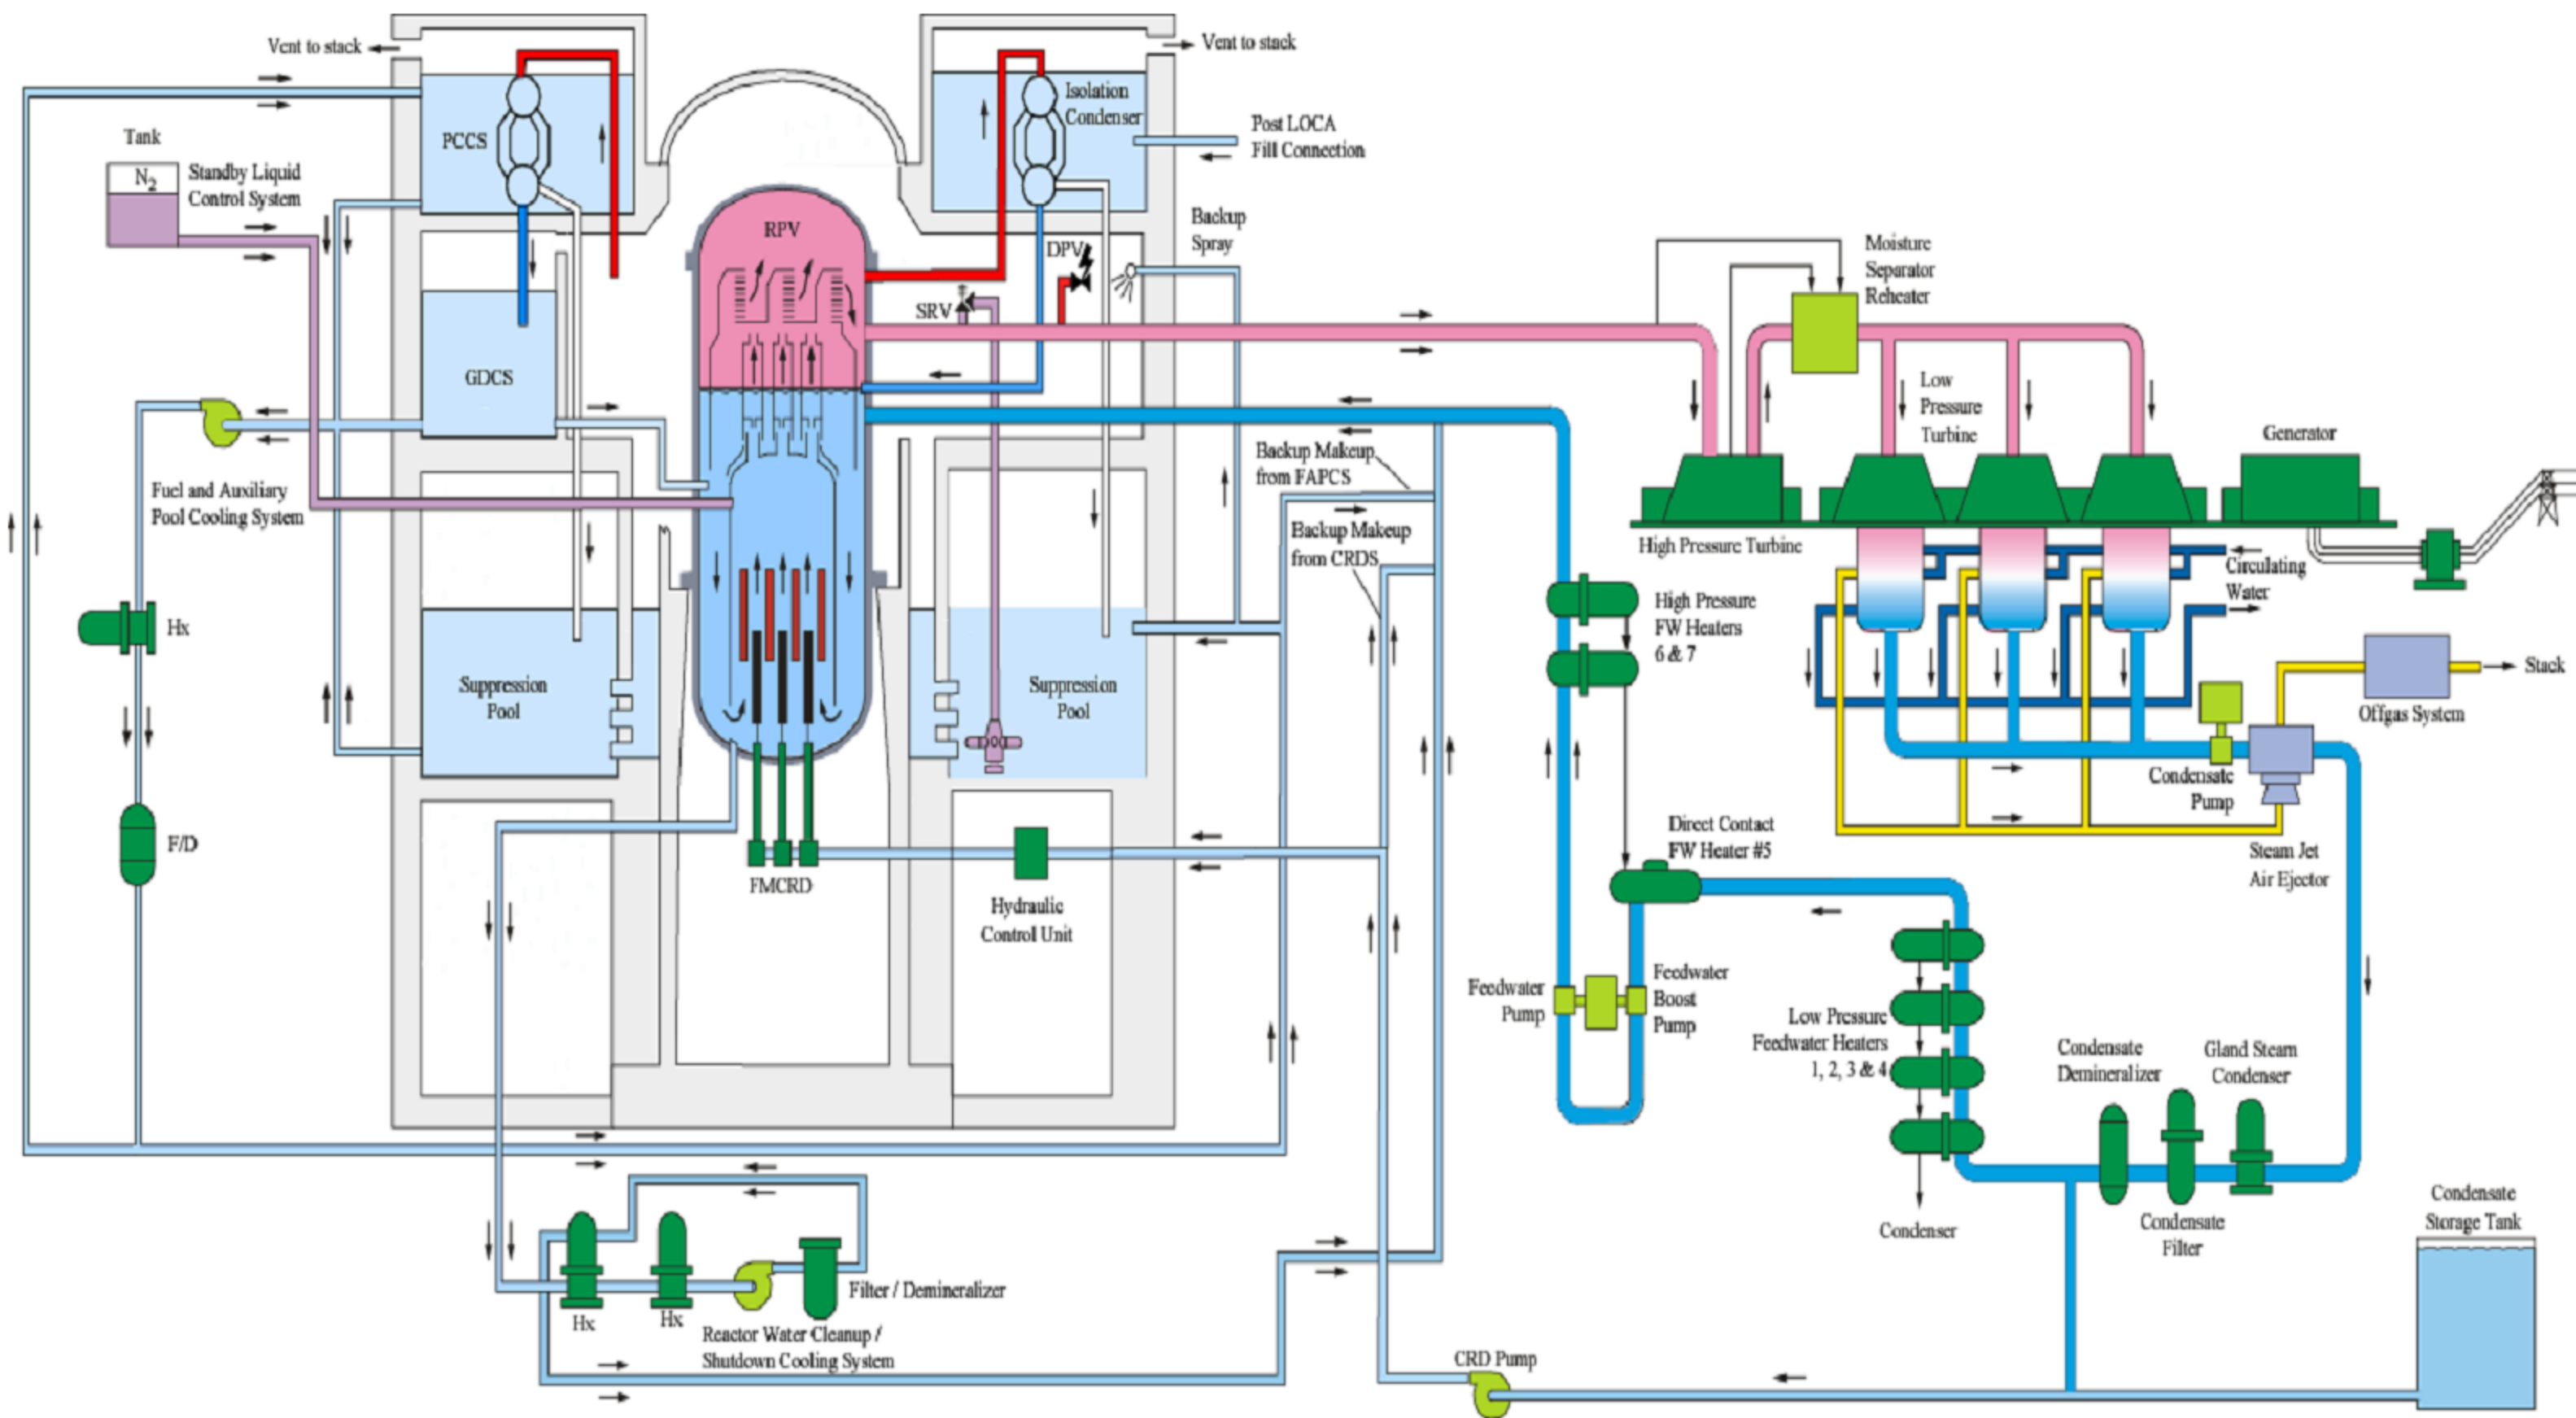 Vent to stack
Vent to stack
Tank
N2
Standby Liquid
Control System
PCCS
Isolation
Condenser
Post LOCA
Fill Connection
RPV
DPV
Backup
Spray
SRV
Moisture
Separator
Reheater
GDCS
Low
Pressure
Turbine
Generator
Fuel and Auxiliary
Pool Cooling System
Backup Makeup
from FAPCS
Backup Makeup
from CRDS
High Pressure Turbine
Circulating
Water
Hx
High Pressure
FW Heaters
6 & 7
Suppression
Pool
Suppression
Pool
Stack
Offgas System
Condensate
Pump
Steam Jet
Air Ejector
F/D
FMCRD
Hydraulic
Control Unit
Direct Contact
FW Heater #5
Feedwater
Pump
Feedwater
Boost
Pump
Low Pressure
Feedwater Heaters
1, 2, 3 & 4
Condensate
Demineralizer
Gland Steam
Condenser
Condenser
Condensate
Filter
Condensate
Storage Tank
Hx
Hx
Filter / Demineralizer
Reactor Water Cleanup /
Shutdown Cooling System
CRD Pump